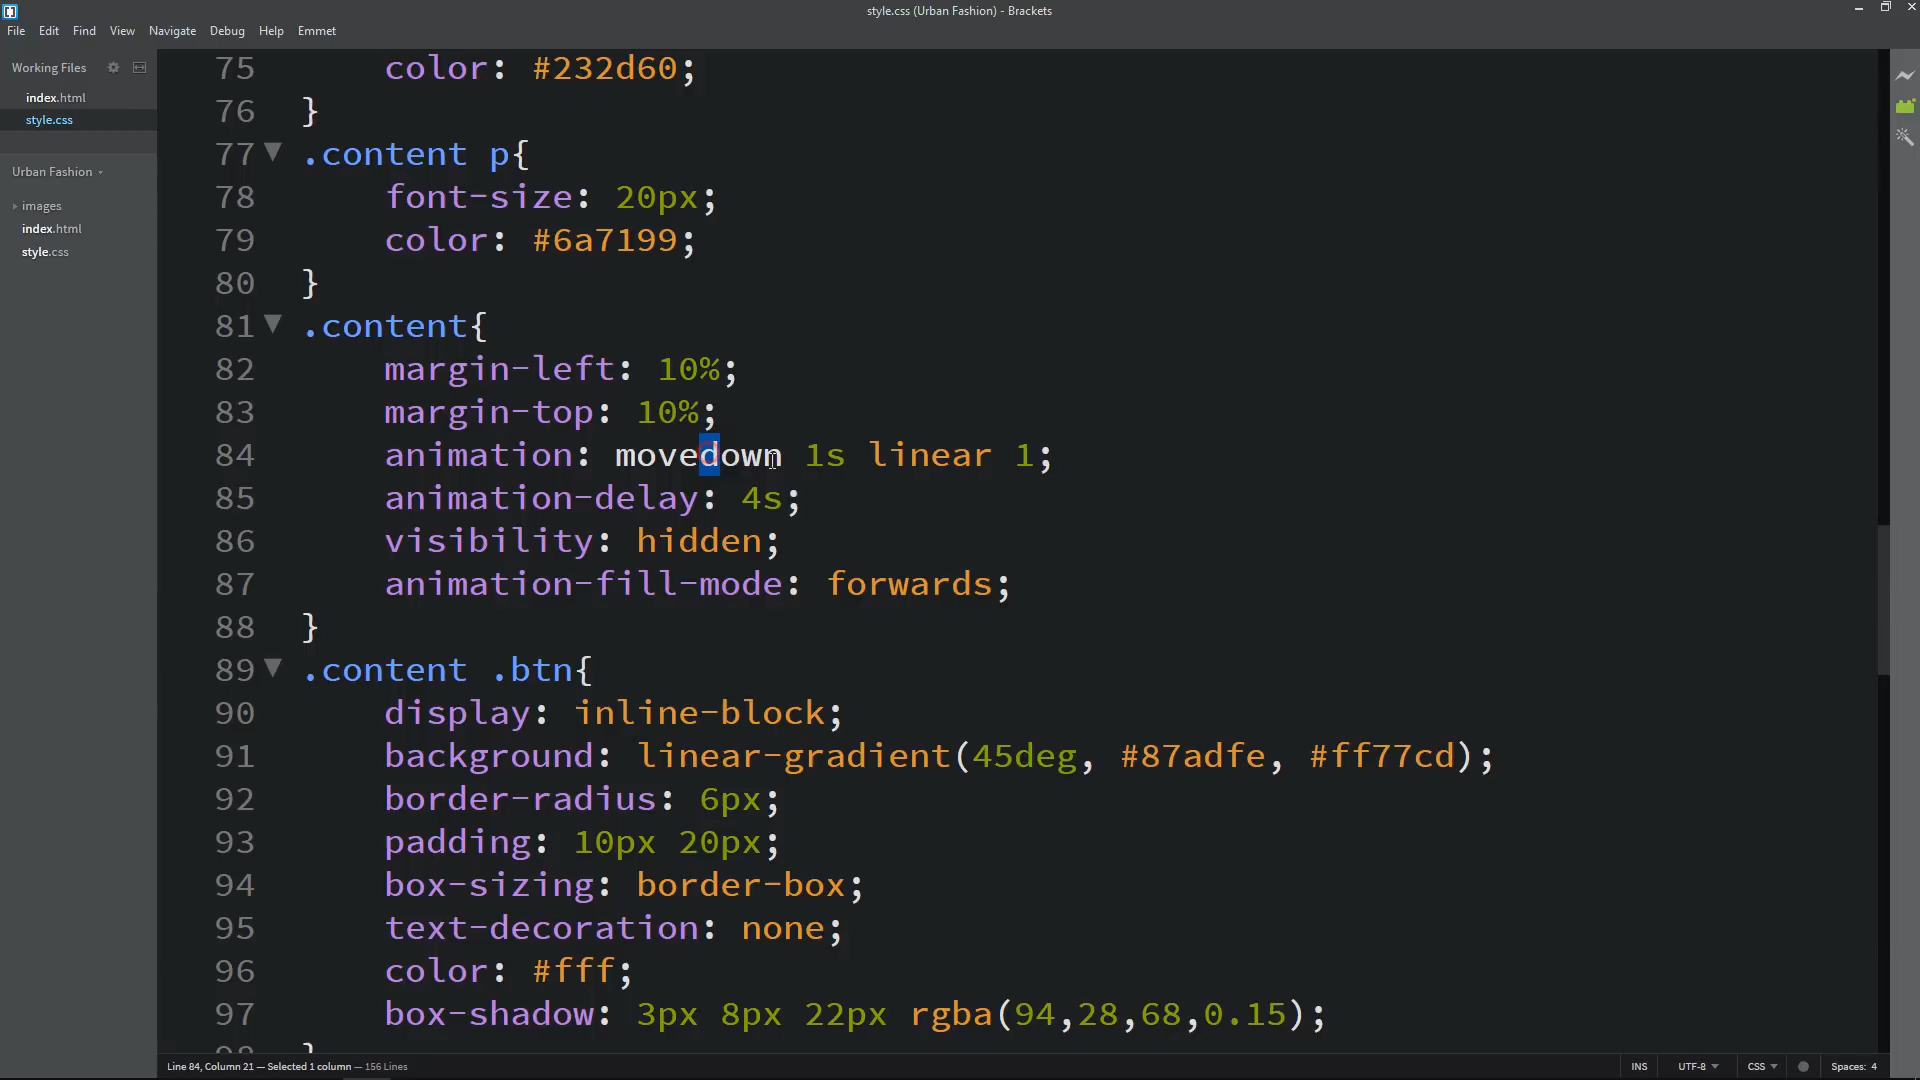 style.css (Urban Fashion) - Brackets
File Edit Find View Navigate Debug Help Emmet
Working Files
index.html
style.css
Urban Fashion
images
index.html
style.css
75 color: #232d60;
76 }
77 .content p{
78 font-size: 20px;
79 color: #6a7199;
80 }
81 .content{
82 margin-left: 10%;
83 margin-top: 10%;
84 animation: movedown 1s linear 1;
85 animation-delay: 4s;
86 visibility: hidden;
87 animation-fill-mode: forwards;
88 }
89 .content .btn{
90 display: inline-block;
91 background: linear-gradient(45deg, #87adfe, #ff77cd);
92 border-radius: 6px;
93 padding: 10px 20px;
94 box-sizing: border-box;
95 text-decoration: none;
96 color: #fff;
97 box-shadow: 3px 8px 22px rgba(94,28,68,0.15);
98 }
Line 84, Column 21 — Selected 1 column — 156 Lines
INS UTF-8 CSS Spaces: 4